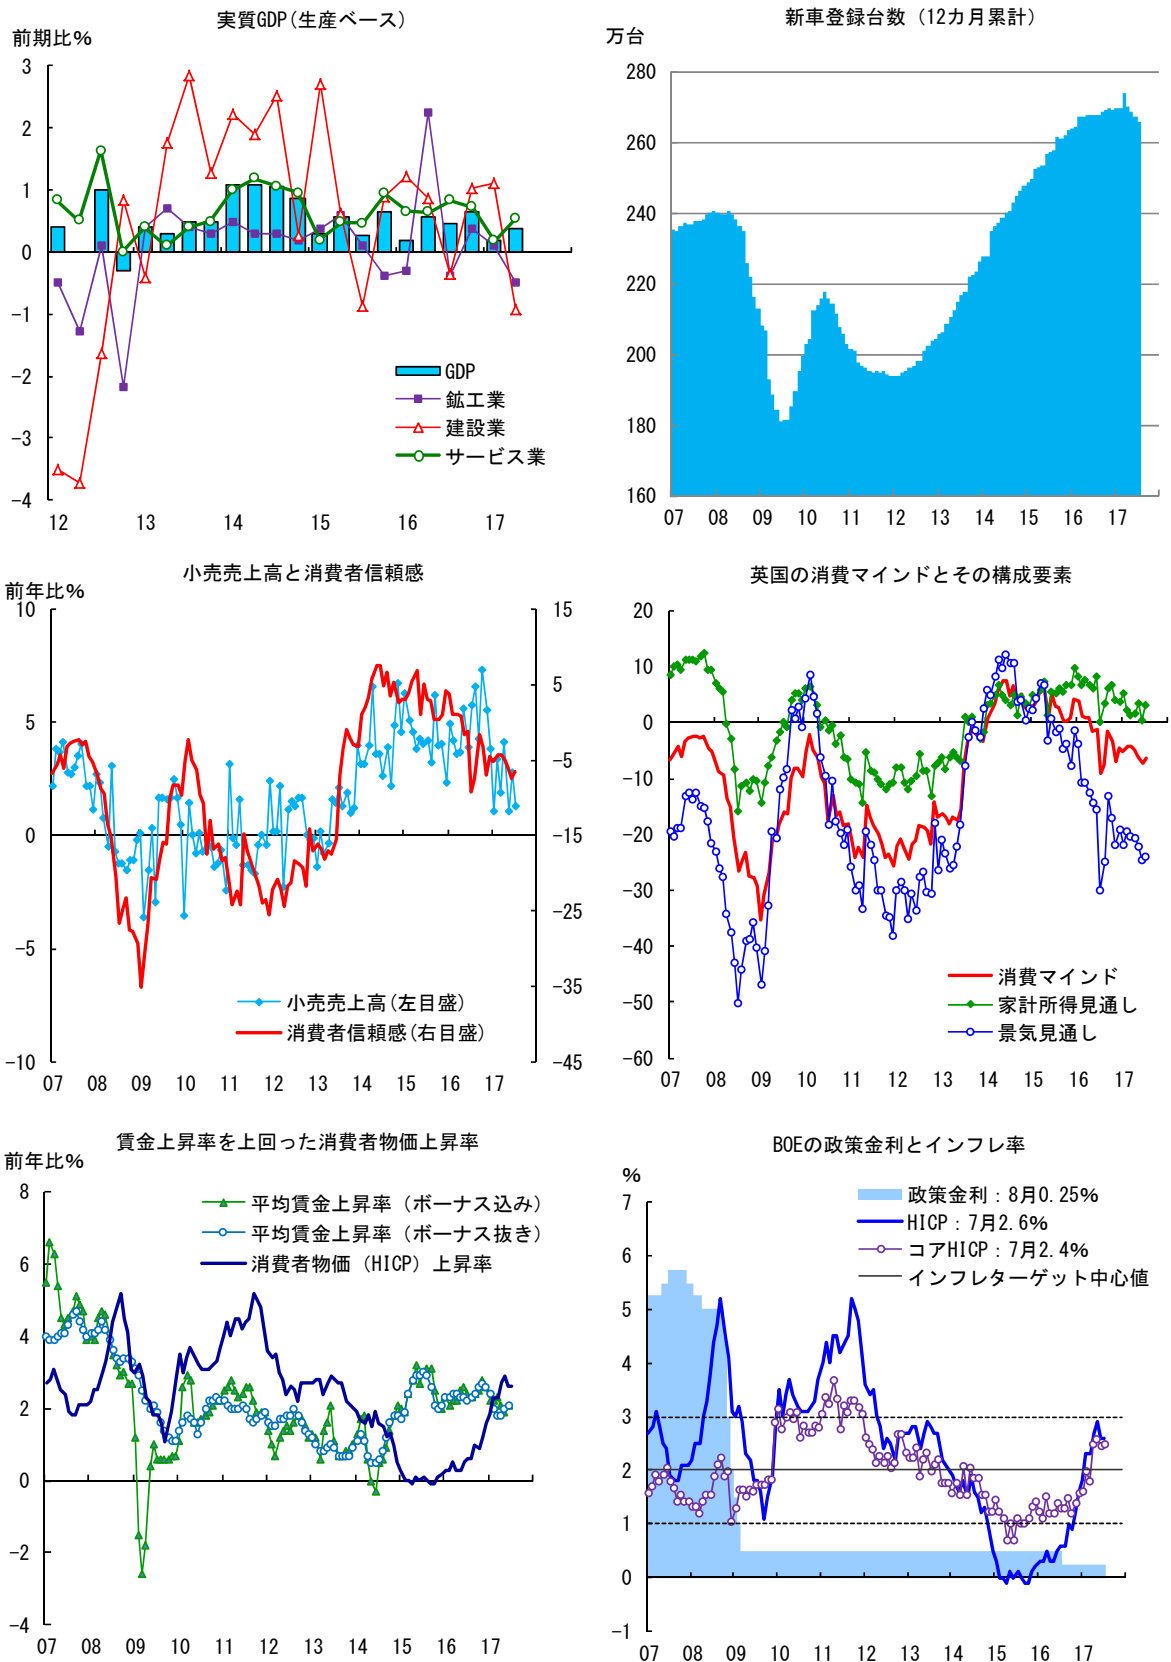 実質GDP(生産ベース)
前期比%
3
2
1
0
-1
-2
-3
-4
GDP
鉱工業
建設業
サービス業
12 13 14 15 16 17
新車登録台数（12カ月累計）
万台
280
260
240
220
200
180
160
07 08 09 10 11 12 13 14 15 16 17
小売売上高と消費者信頼感
前年比%
10
5
0
-5
-10
15
5
-5
-15
-25
-35
-45
小売売上高(左目盛)
消費者信頼感(右目盛)
07 08 09 10 11 12 13 14 15 16 17
英国の消費マインドとその構成要素
20
10
0
-10
-20
-30
-40
-50
-60
消費マインド
家計所得見通し
景気見通し
07 08 09 10 11 12 13 14 15 16 17
賃金上昇率を上回った消費者物価上昇率
前年比%
8
6
4
2
0
-2
-4
平均賃金上昇率（ボーナス込み）
平均賃金上昇率（ボーナス抜き）
消費者物価（HICP）上昇率
07 08 09 10 11 12 13 14 15 16 17
BOEの政策金利とインフレ率
%
7
6
5
4
3
2
1
0
-1
政策金利：8月0.25%
HICP：7月2.6%
コアHICP：7月2.4%
インフレターゲット中心値
07 08 09 10 11 12 13 14 15 16 17